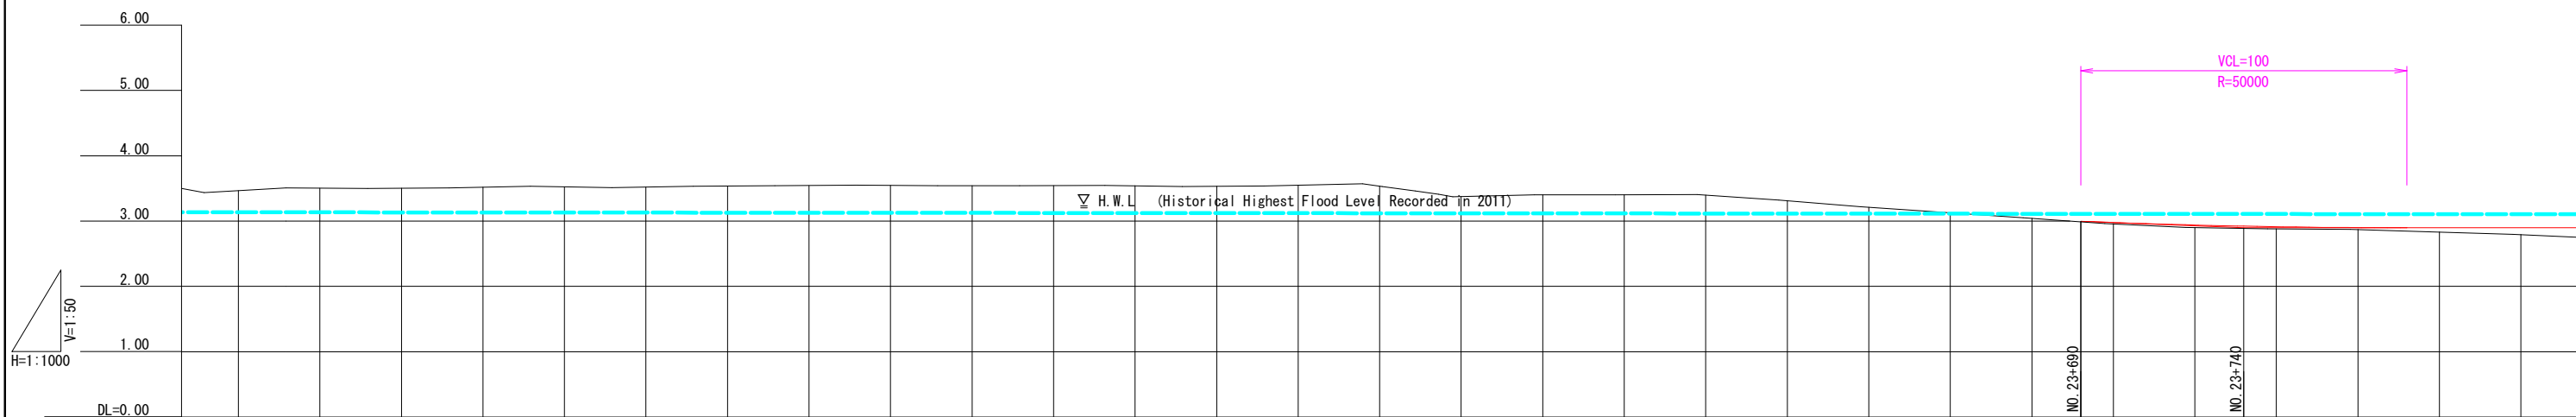 6.00
VCL=100
R=50000
5.00
4.00
H.W.L (Historical Highest Flood Level Recorded in 2011)
3.00
2.00
V=1:50
1.00
H=1:1000
NO.23+690
NO.23+740
DL=0.00